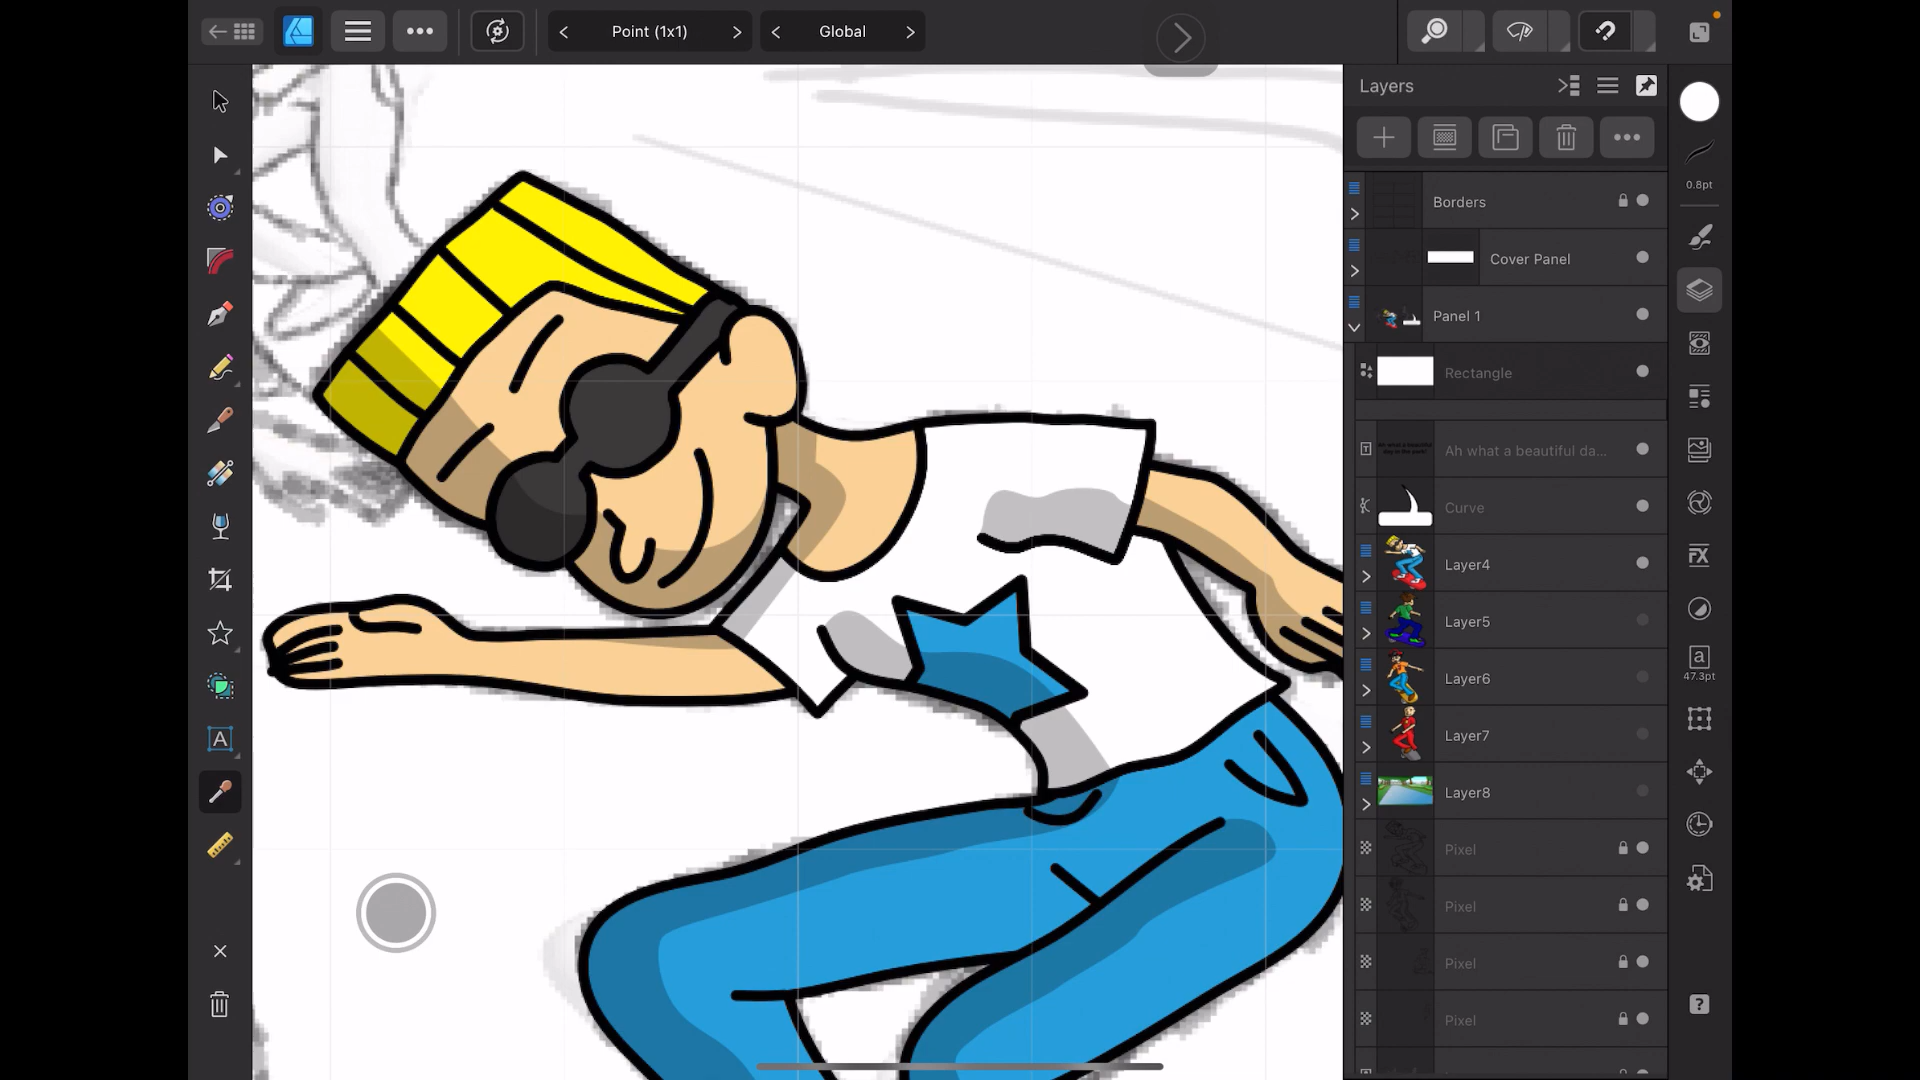 Point (1x1)
Global
Layers
Borders
Cover Panel
Panel 1
Rectangle
Ah what a beautiful da...
Curve
Layer4
Layer5
Layer6
Layer7
Layer8
Pixel
Pixel
Pixel
Pixel
0.8pt
FX
a
47.3pt
A
?